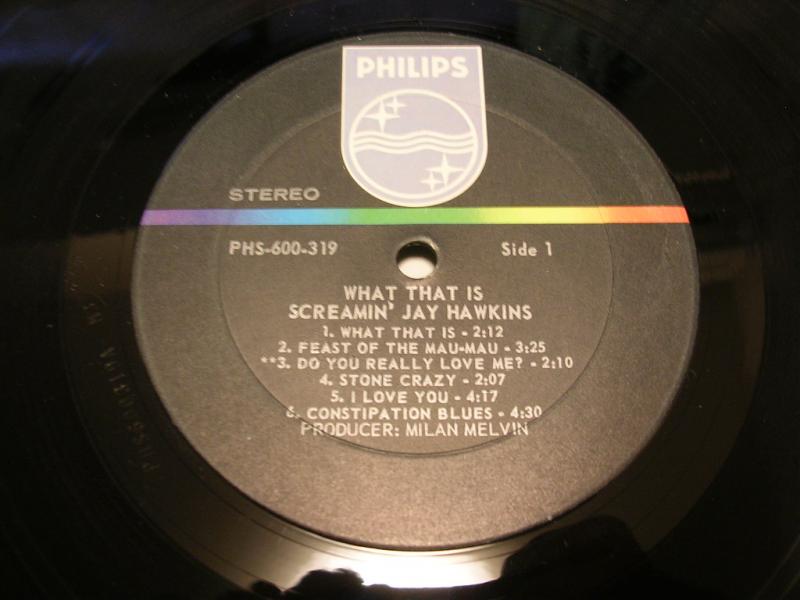 PHILIPS
STEREO
PHS-600-319
Side 1
WHAT THAT IS
SCREAMIN' JAY HAWKINS
1. WHAT THAT IS - 2:12
2. FEAST OF THE MAU-MAU - 3:25
**3. DO YOU REALLY LOVE ME? - 2:10
4. STONE CRAZY - 2:07
5. I LOVE YOU - 4:17
6. CONSTIPATION BLUES - 4:30
PRODUCER: MILAN MELVIN